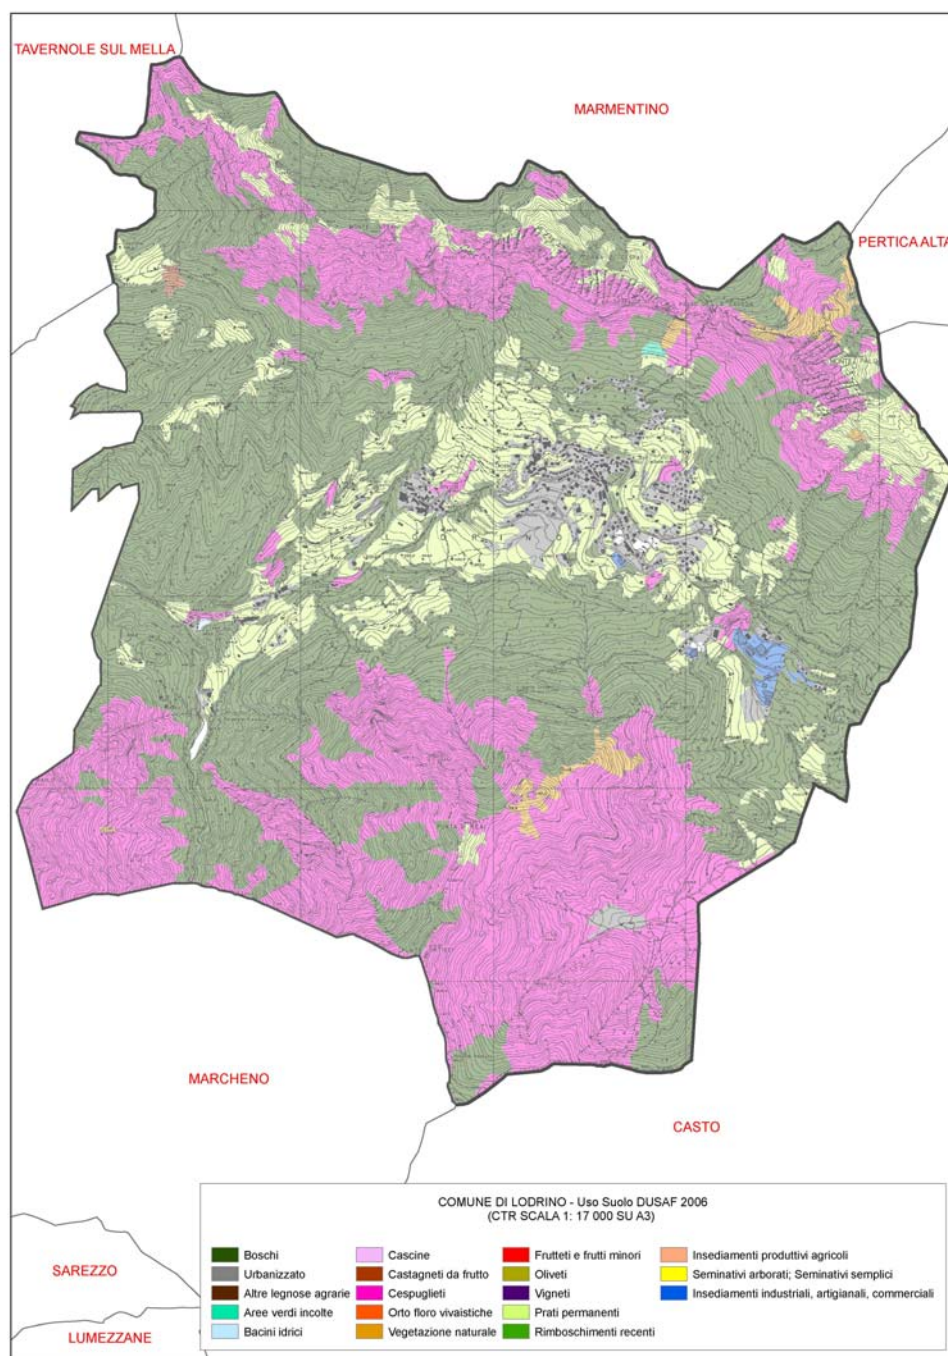 TAVERNOLE SUL MELLA
MARMENTINO
PERTICA ALTA
MARCHENO
CASTO
SAREZZO
LUMEZZANE
COMUNE DI LODRINO - Uso Suolo DUSAF 2006
(CTR SCALA 1: 17 000 SU A3)
Boschi
Urbanizzato
Altre legnose agrarie
Aree verdi incolte
Bacini idrici
Cascine
Castagneti da frutto
Cespuglieti
Orto floro vivaistiche
Vegetazione naturale
Frutteti e frutti minori
Oliveti
Vigneti
Prati permanenti
Rimboschimenti recenti
Insediamenti produttivi agricoli
Seminativi arborati; Seminativi semplici
Insediamenti industriali, artigianali, commerciali